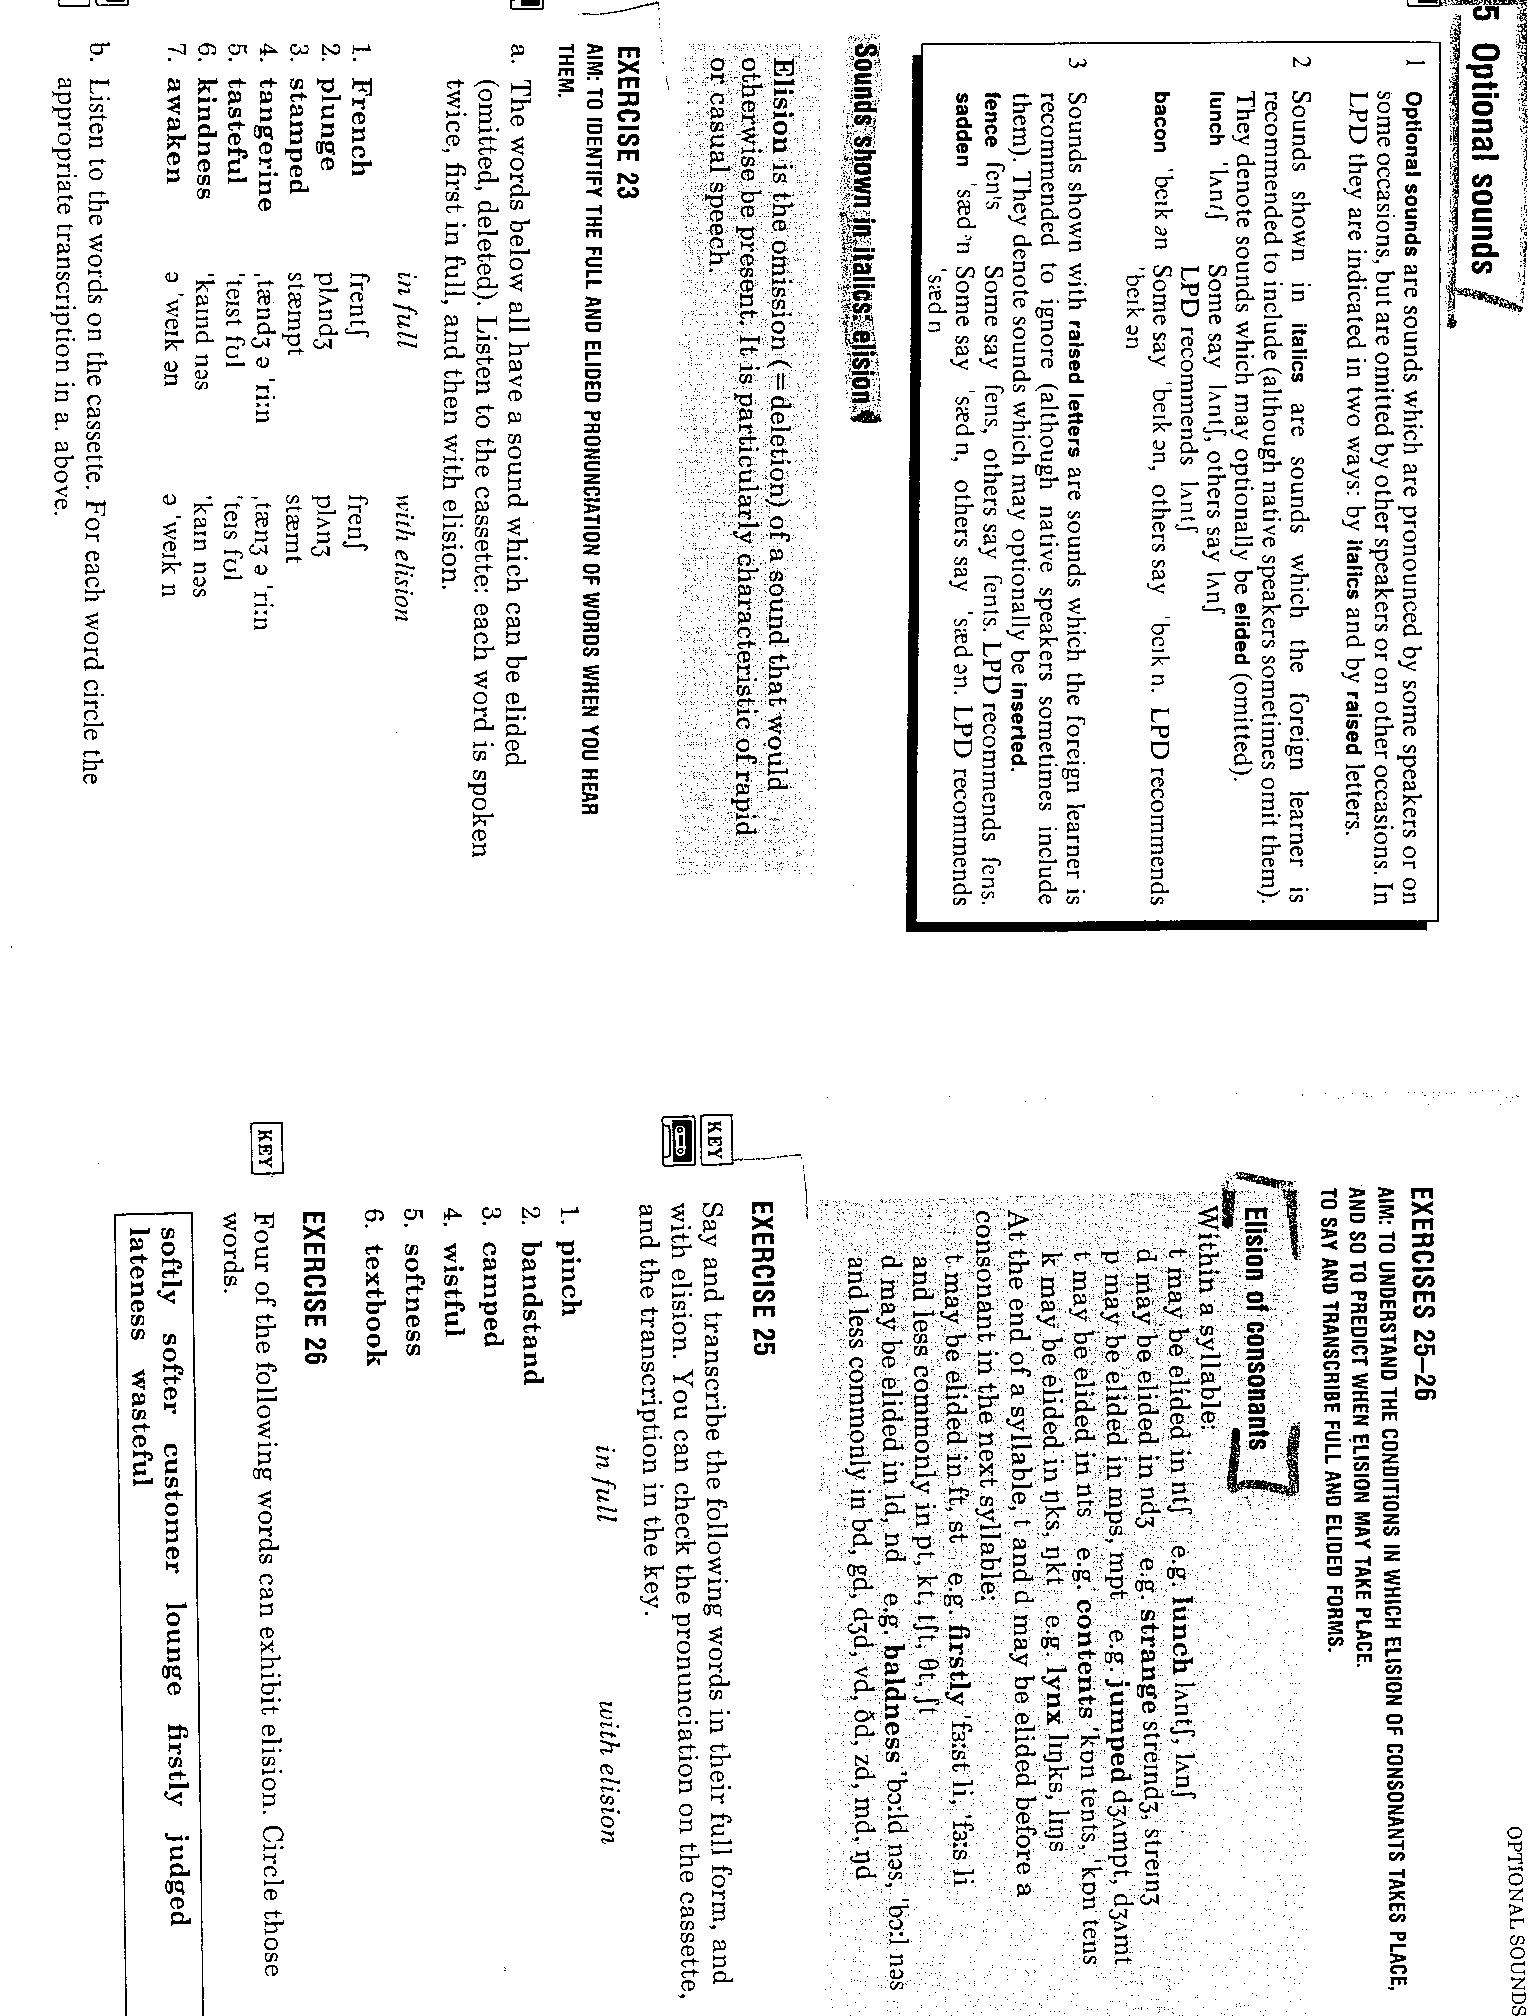 5 Optional sounds
1 Optional sounds are sounds which are pronounced by some speakers or on
some occasions, but are omitted by other speakers or on other occasions. In
LPD they are indicated in two ways: by italics and by raised letters.
2 Sounds shown in italics are sounds which the foreign learner is
recommended to include (although native speakers sometimes omit them).
They denote sounds which may optionally be elided (omitted).
lunch ˈlʌntʃ Some say lʌntʃ, others say lʌnʃ
LPD recommends lʌntʃ
bacon ˈbeɪk ən Some say ˈbeɪk ən, others say ˈbeɪk n. LPD recommends
ˈbeɪk ən
3 Sounds shown with raised letters are sounds which the foreign learner is
recommended to ignore (although native speakers sometimes include
them). They denote sounds which may optionally be inserted.
fence fenᵗs Some say fens, others say fents. LPD recommends fens.
sadden ˈsæd ᵊn Some say ˈsæd n, others say ˈsæd ən. LPD recommends
ˈsæd n
Sounds shown in italics: elision
Elision is the omission (=deletion) of a sound that would
otherwise be present. It is particularly characteristic of rapid
or casual speech.
EXERCISE 23
AIM: TO IDENTIFY THE FULL AND ELIDED PRONUNCIATION OF WORDS WHEN YOU HEAR
THEM.
a. The words below all have a sound which can be elided
(omitted, deleted). Listen to the cassette: each word is spoken
twice, first in full, and then with elision.
in full with elision
1. French frentʃ frenʃ
2. plunge plʌndʒ plʌnʒ
3. stamped stæmpt stæmt
4. tangerine ˌtændʒ ə ˈriːn ˌtænʒ ə ˈriːn
5. tasteful ˈteɪst fʊl ˈteɪs fʊl
6. kindness ˈkaɪnd nəs ˈkaɪn nəs
7. awaken ə ˈweɪk ən ə ˈweɪk n
b. Listen to the words on the cassette. For each word circle the
appropriate transcription in a. above.
OPTIONAL SOUNDS
EXERCISES 25–26
AIM: TO UNDERSTAND THE CONDITIONS IN WHICH ELISION OF CONSONANTS TAKES PLACE,
AND SO TO PREDICT WHEN ELISION MAY TAKE PLACE.
TO SAY AND TRANSCRIBE FULL AND ELIDED FORMS.
Elision of consonants
Within a syllable:
t may be elided in ntʃ e.g. lunch lʌntʃ, lʌnʃ
d may be elided in ndʒ e.g. strange streɪndʒ, streɪnʒ
p may be elided in mps, mpt e.g. jumped dʒʌmpt, dʒʌmt
t may be elided in nts e.g. contents ˈkɒn tents, ˈkɒn tens
k may be elided in ŋks, ŋkt e.g. lynx lɪŋks, lɪŋs
At the end of a syllable, t and d may be elided before a
consonant in the next syllable:
t may be elided in ft, st e.g. firstly ˈfɜːst li, ˈfɜːs li
and less commonly in pt, kt, tʃt, θt, ʃt
d may be elided in ld, nd e.g. baldness ˈbɔːld nəs, ˈbɔːl nəs
and less commonly in bd, gd, dʒd, vd, ðd, zd, md, ŋd
EXERCISE 25
KEY
Say and transcribe the following words in their full form, and
with elision. You can check the pronunciation on the cassette,
and the transcription in the key.
in full with elision
1. pinch
2. bandstand
3. camped
4. wistful
5. softness
6. textbook
EXERCISE 26
KEY
Four of the following words can exhibit elision. Circle those
words.
softly softer customer lounge firstly judged
lateness wasteful